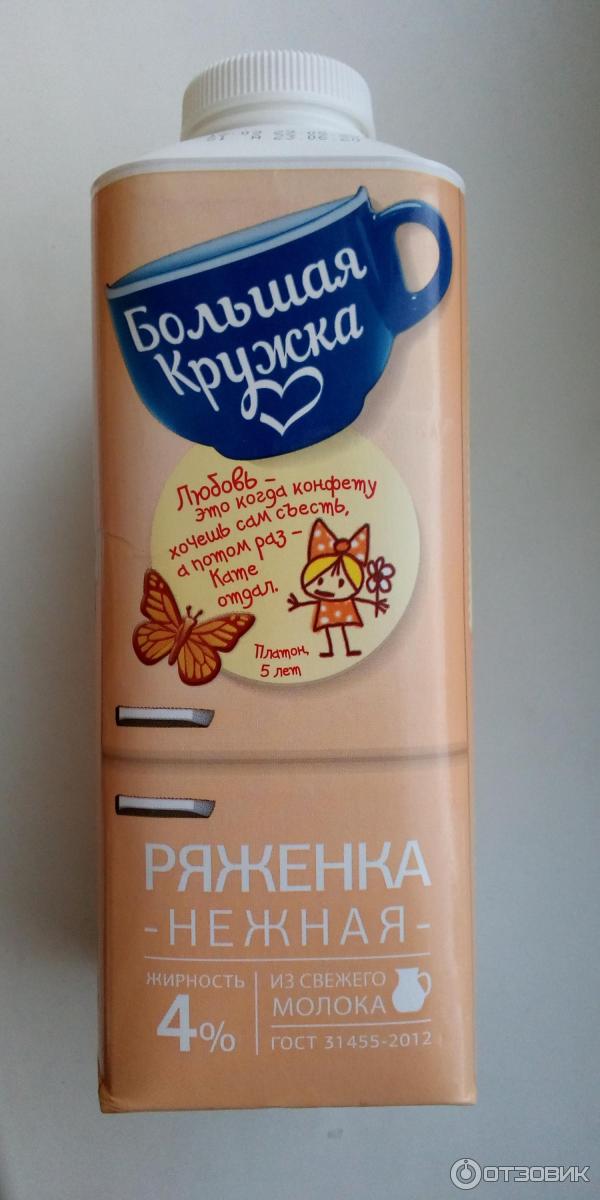 Большая
Кружка
Любовь –
это когда конфету
хочешь сам съесть,
а потом раз –
Кате
отдал.
Платон,
5 лет
РЯЖЕНКА
-НЕЖНАЯ-
ЖИРНОСТЬ
4%
ИЗ СВЕЖЕГО
МОЛОКА
ГОСТ 31455-2012
ОТЗОВИК